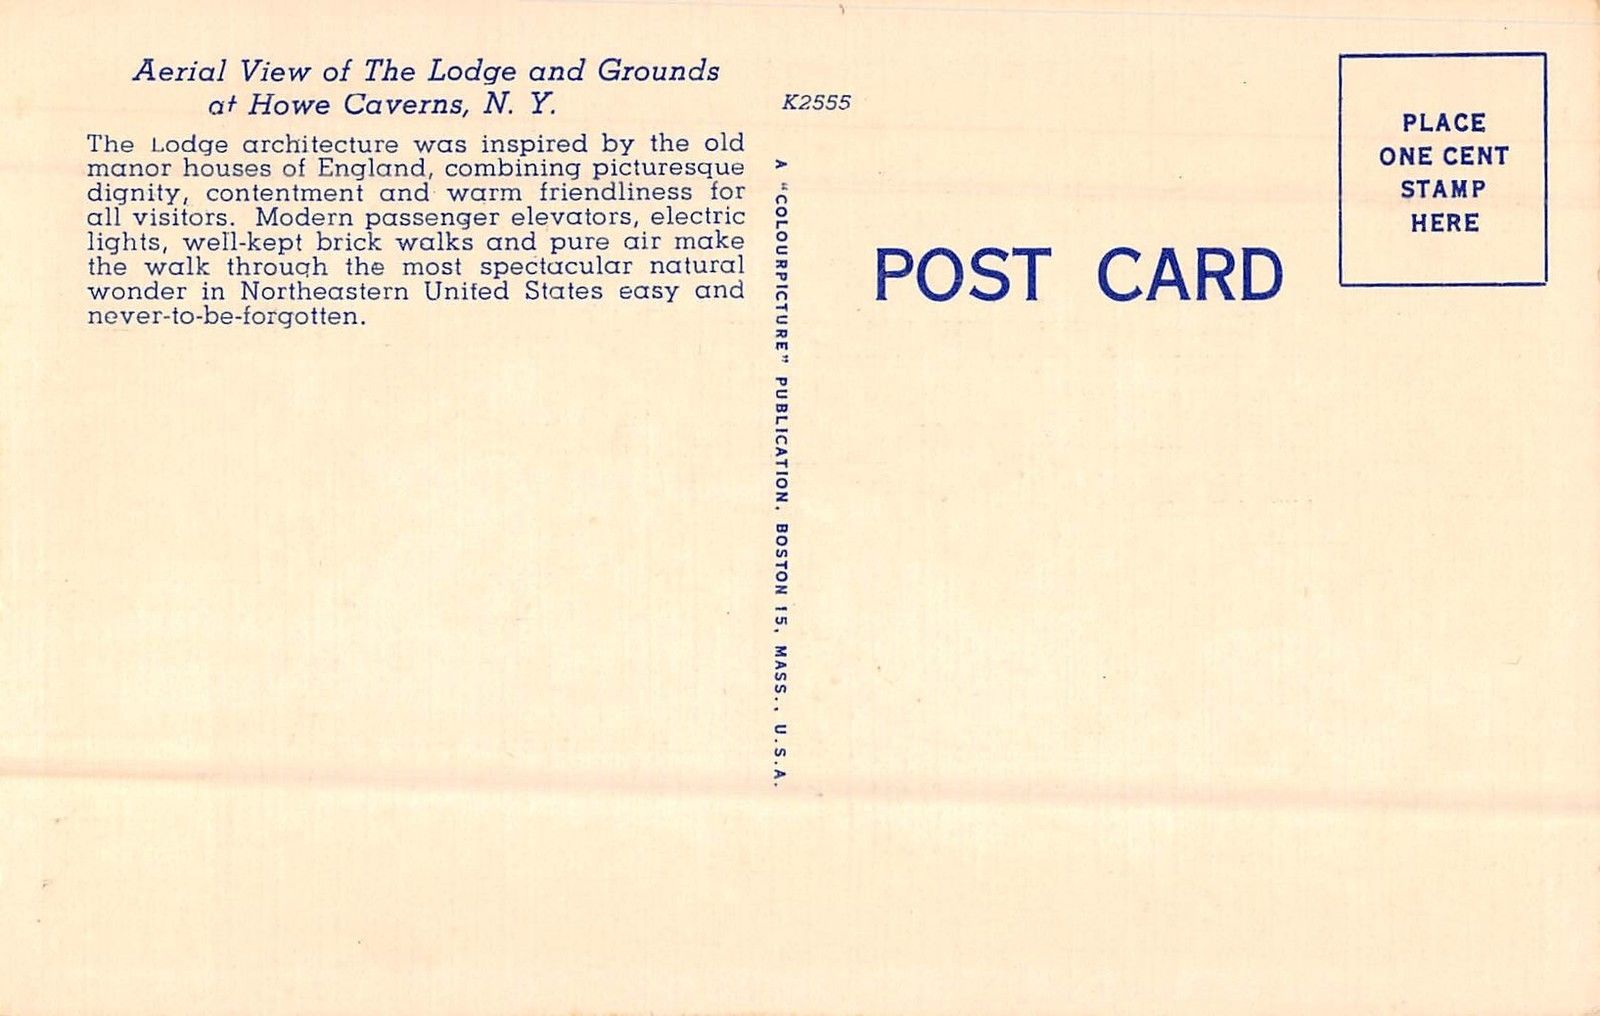 Aerial View of The Lodge and Grounds
at Howe Caverns, N. Y.
The Lodge architecture was inspired by the old
manor houses of England, combining picturesque
dignity, contentment and warm friendliness for
all visitors. Modern passenger elevators, electric
lights, well-kept brick walks and pure air make
the walk through the most spectacular natural
wonder in Northeastern United States easy and
never-to-be-forgotten.
K2555
A "COLOURPICTURE" PUBLICATION, BOSTON 15, MASS., U.S.A.
POST CARD
PLACE
ONE CENT
STAMP
HERE